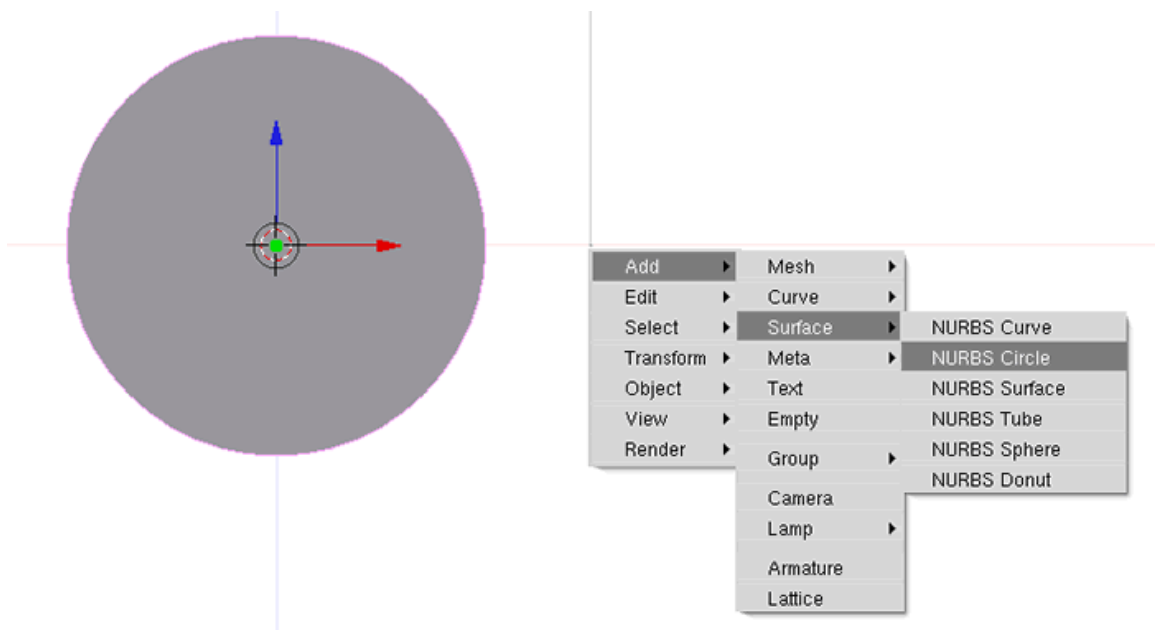 Add
Edit
Select
Transform
Object
View
Render
Mesh
Curve
Surface
Meta
Text
Empty
Group
Camera
Lamp
Armature
Lattice
NURBS Curve
NURBS Circle
NURBS Surface
NURBS Tube
NURBS Sphere
NURBS Donut